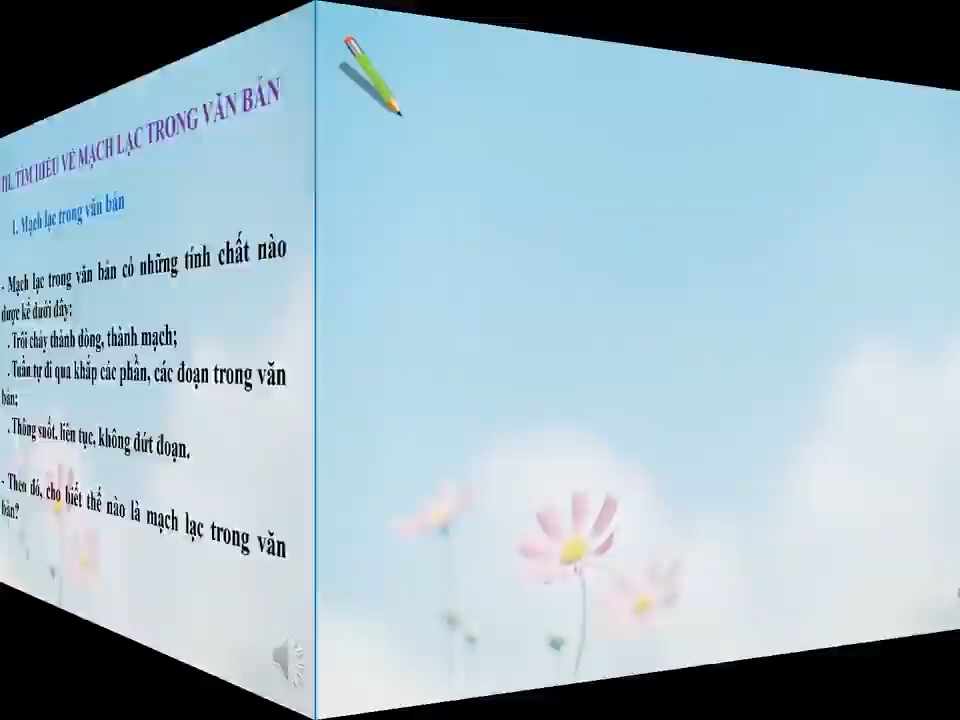 III. TÌM HIỂU VỀ MẠCH LẠC TRONG VĂN BẢN
1. Mạch lạc trong văn bản
- Mạch lạc trong văn bản có những tính chất nào
được kể dưới đây:
. Trôi chảy thành dòng, thành mạch;
. Tuần tự đi qua khắp các phần, các đoạn trong văn
bản;
. Thông suốt, liên tục, không đứt đoạn.
- Theo đó, cho biết thế nào là mạch lạc trong văn
bản?